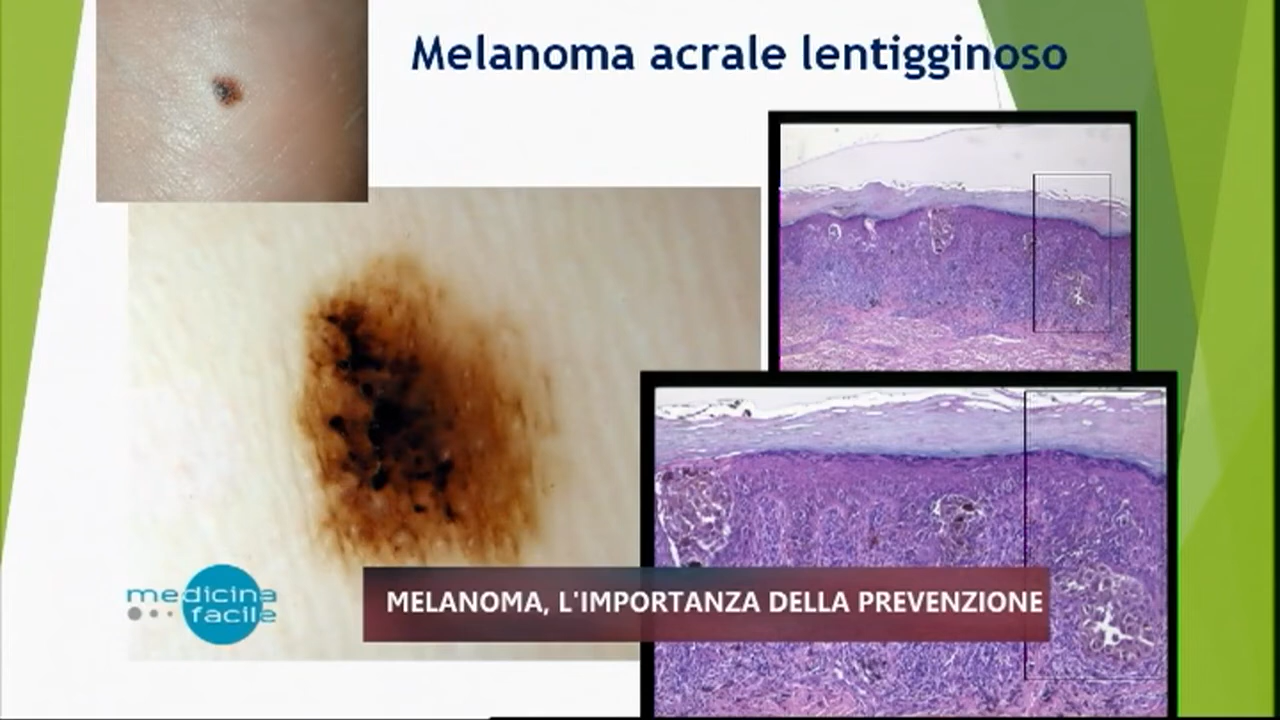 Melanoma acrale lentigginoso
medicina
facile
MELANOMA, L'IMPORTANZA DELLA PREVENZIONE